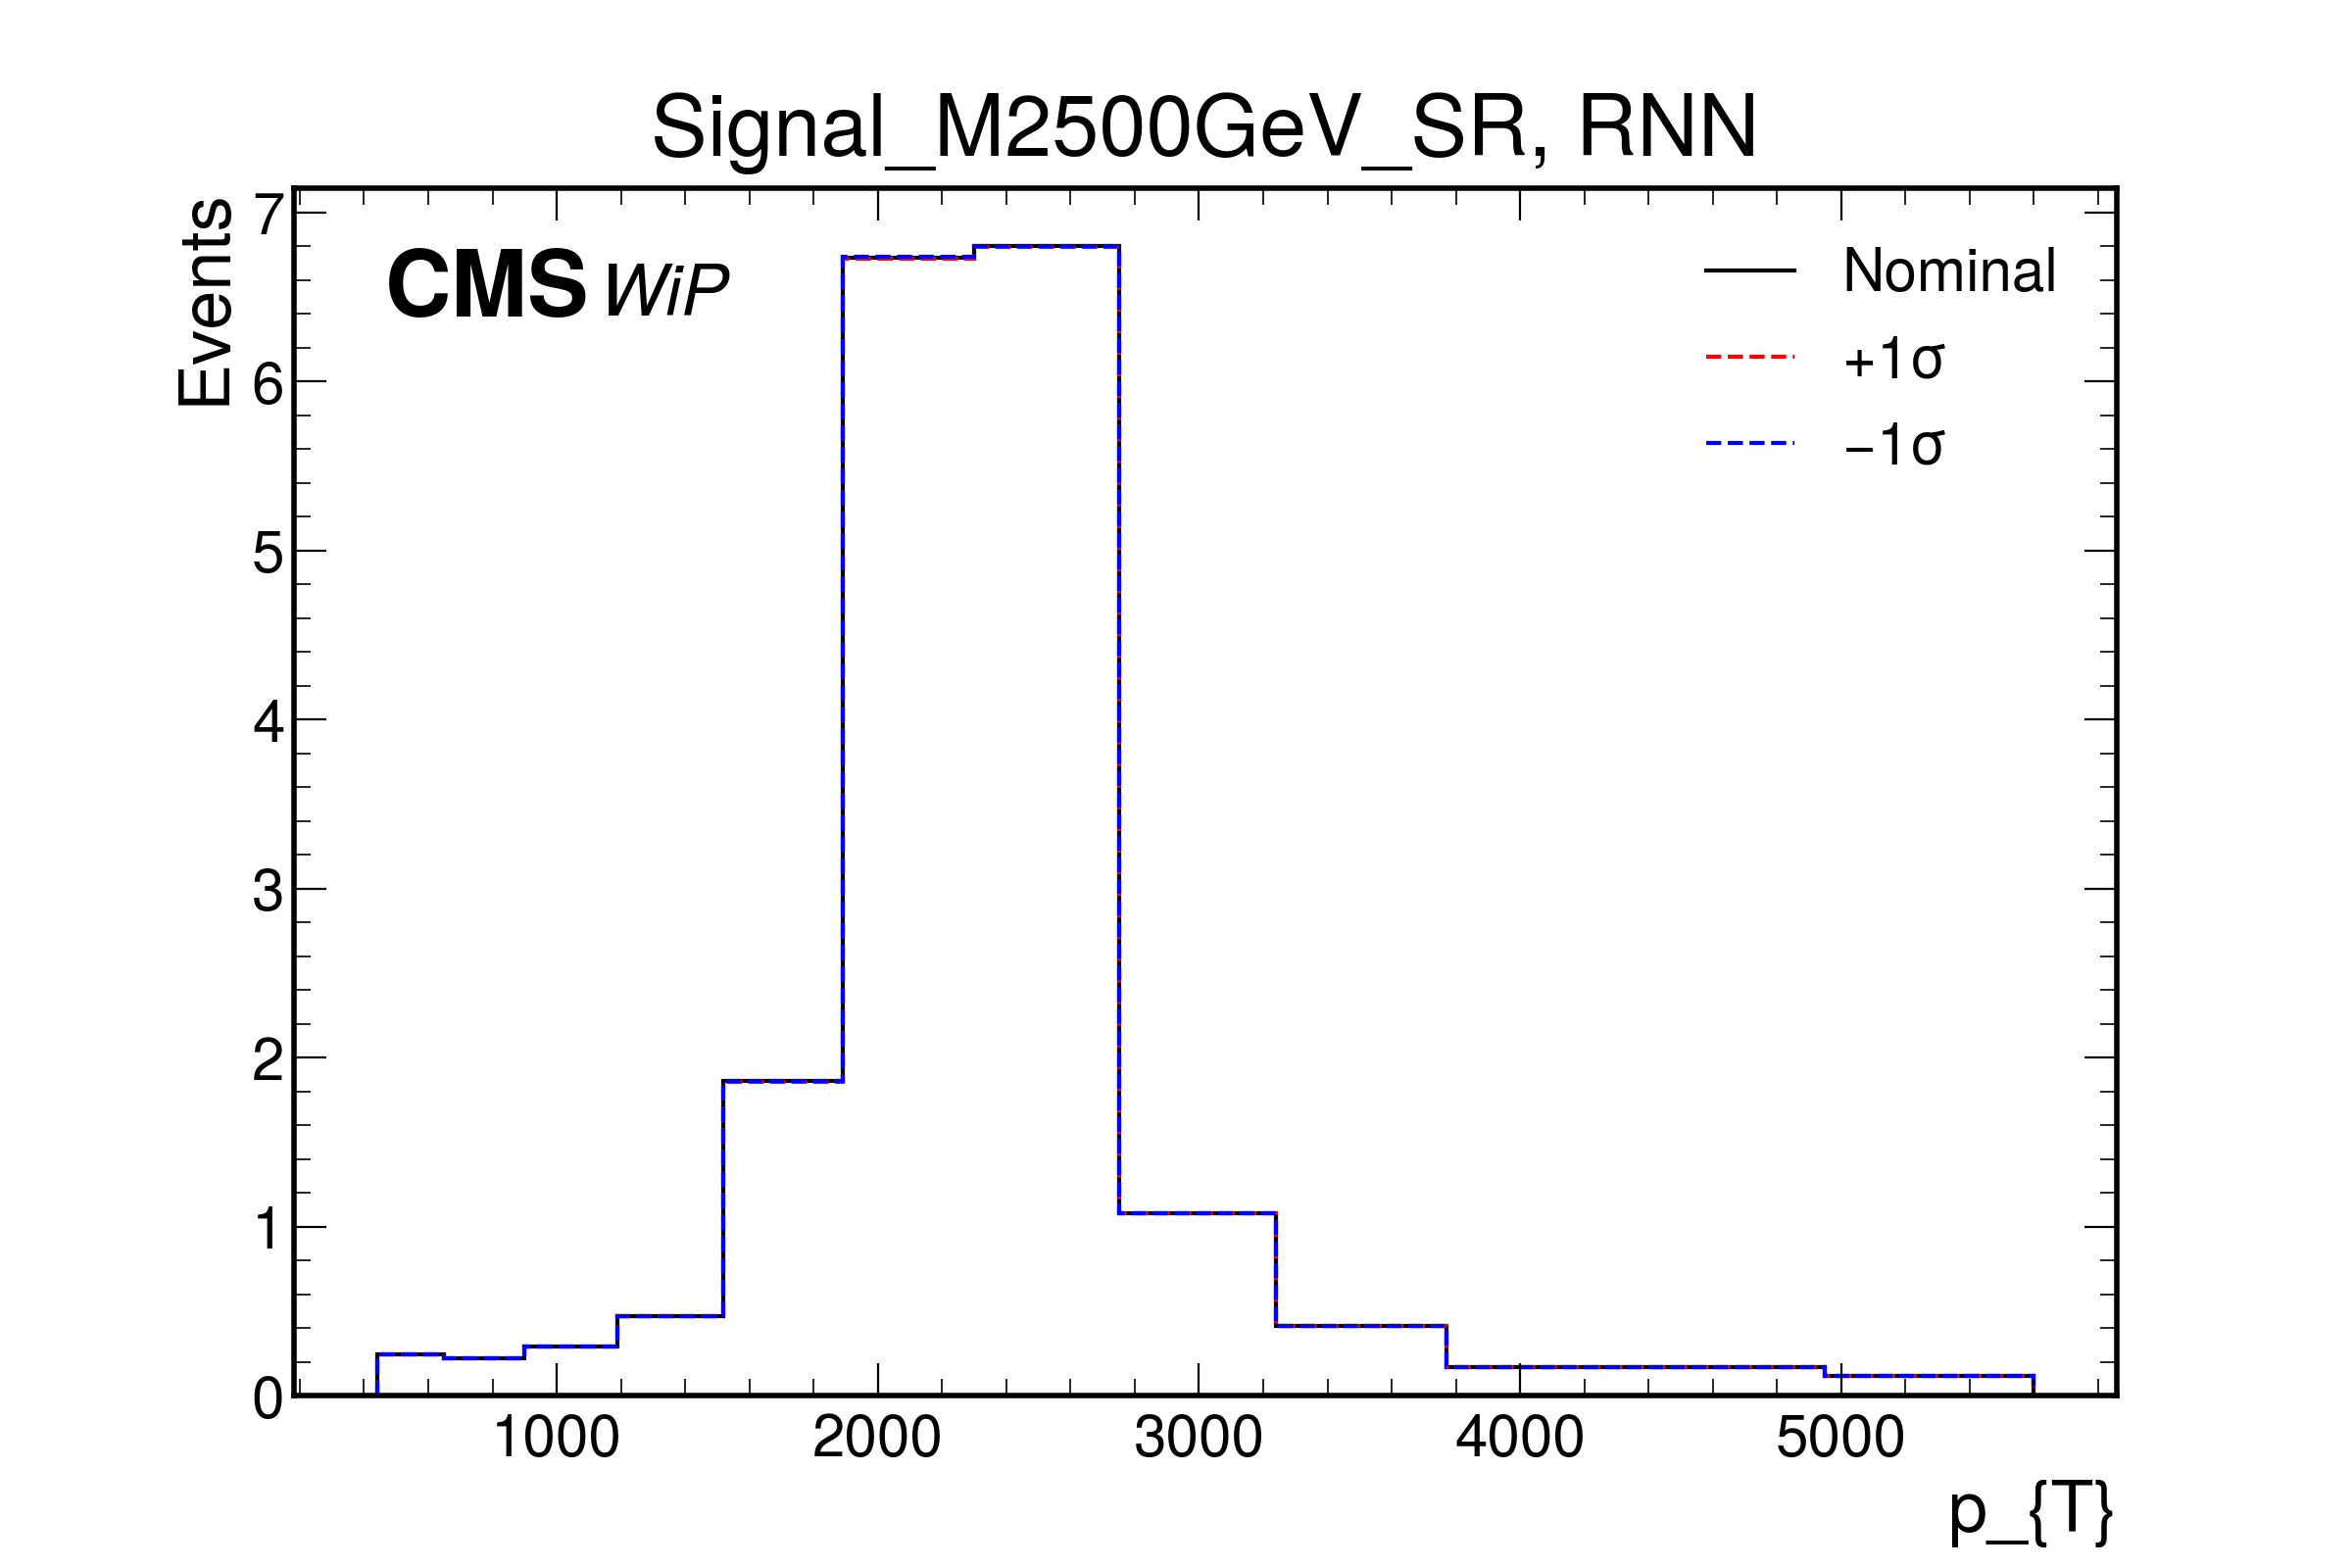 Signal_M2500GeV_SR, RNN
Events
CMS WiP
Nominal
+1σ
−1σ
7
6
5
4
3
2
1
0
1000 2000 3000 4000 5000
p_{T}